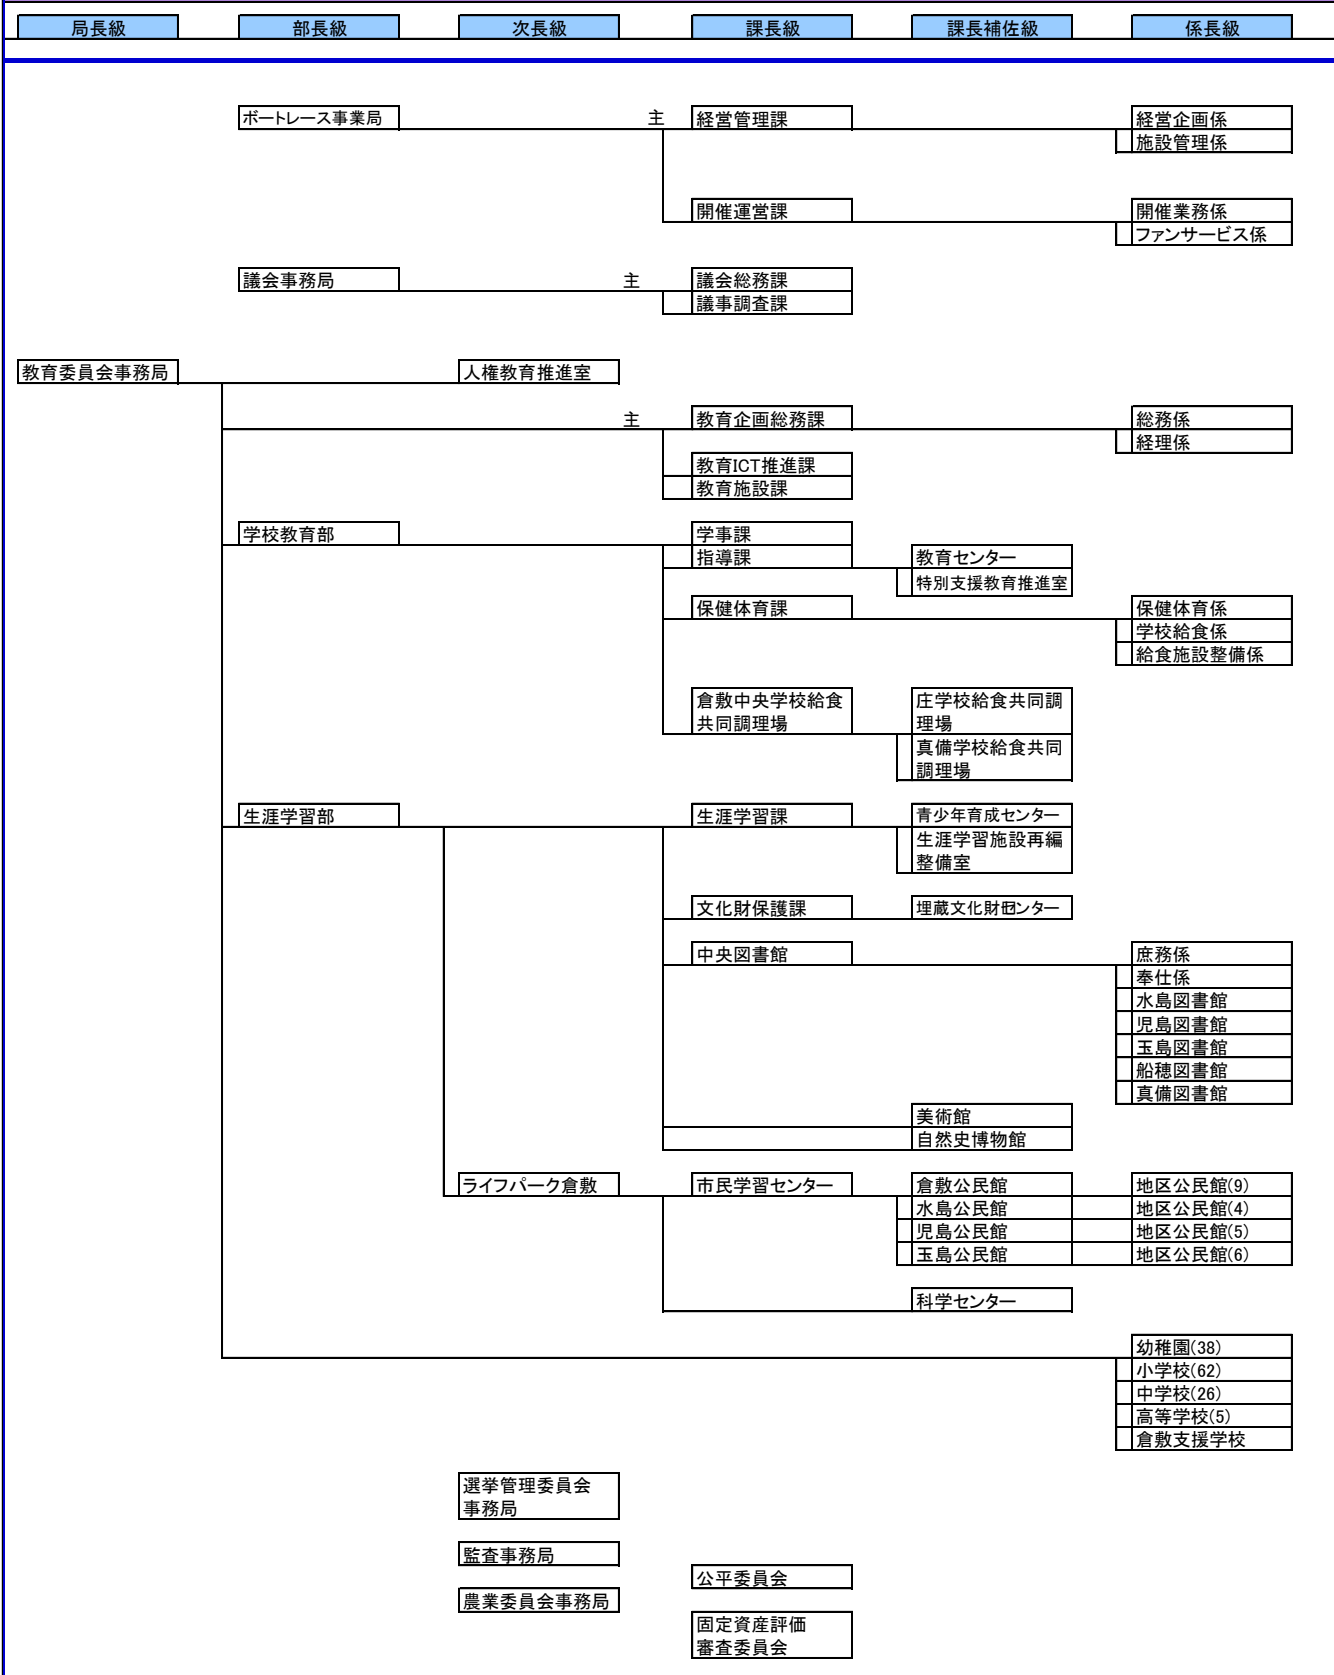 局長級 部長級 次長級 課長級 課長補佐級 係長級
ボートレース事業局 主 経営管理課 経営企画係
施設管理係
開催運営課 開催業務係
ファンサービス係
議会事務局 主 議会総務課
議事調査課
教育委員会事務局 人権教育推進室
主 教育企画総務課 総務係
経理係
教育ICT推進課
教育施設課
学校教育部 学事課
指導課 教育センター
特別支援教育推進室
保健体育課 保健体育係
学校給食係
給食施設整備係
倉敷中央学校給食 庄学校給食共同調
共同調理場 理場
真備学校給食共同
調理場
生涯学習部 生涯学習課 青少年育成センター
生涯学習施設再編
整備室
文化財保護課 埋蔵文化財センター
中央図書館 庶務係
奉仕係
水島図書館
児島図書館
玉島図書館
船穂図書館
真備図書館
美術館
自然史博物館
ライフパーク倉敷 市民学習センター 倉敷公民館 地区公民館(9)
水島公民館 地区公民館(4)
児島公民館 地区公民館(5)
玉島公民館 地区公民館(6)
科学センター
幼稚園(38)
小学校(62)
中学校(26)
高等学校(5)
倉敷支援学校
選挙管理委員会
事務局
監査事務局
公平委員会
農業委員会事務局
固定資産評価
審査委員会